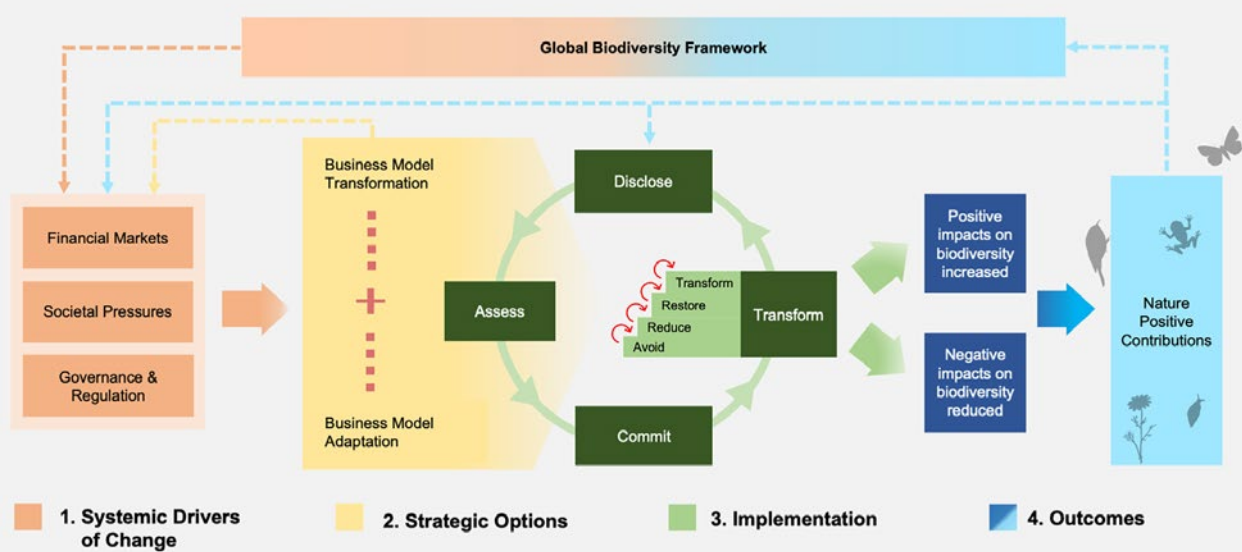 Global Biodiversity Framework
Business Model
Transformation
Disclose
Financial Markets
Positive
impacts on
biodiversity
increased
Societal Pressures
Assess
Transform
Restore
Reduce
Avoid
Transform
Nature
Positive
Contributions
Governance &
Regulation
Negative
impacts on
biodiversity
reduced
Business Model
Adaptation
Commit
1. Systemic Drivers
of Change
2. Strategic Options
3. Implementation
4. Outcomes